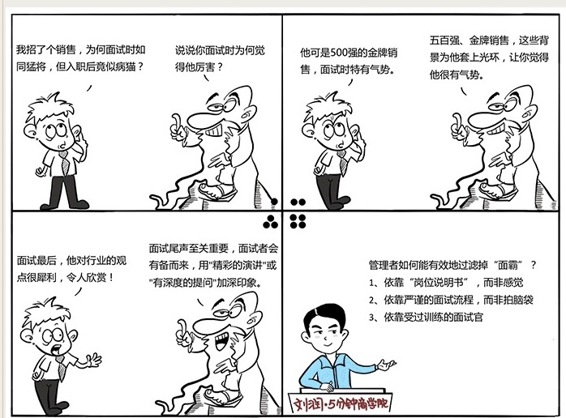 我招了个销售，为何面试时如
同猛将，但入职后竟似病猫？
说说你面试时为何觉
得他厉害？
他可是500强的金牌销
售，面试时特有气势。
五百强、金牌销售，这些背
景为他套上光环，让你觉得
他很有气势。
面试最后，他对行业的观
点很犀利，令人欣赏！
面试尾声至关重要，面试者会
有备而来，用“精彩的演讲”或
“有深度的提问”加深印象。
管理者如何能有效地过滤掉“面霸”？
1、依靠“岗位说明书”，而非感觉
2、依靠严谨的面试流程，而非拍脑袋
3、依靠受过训练的面试官
刘润·5分钟商学院